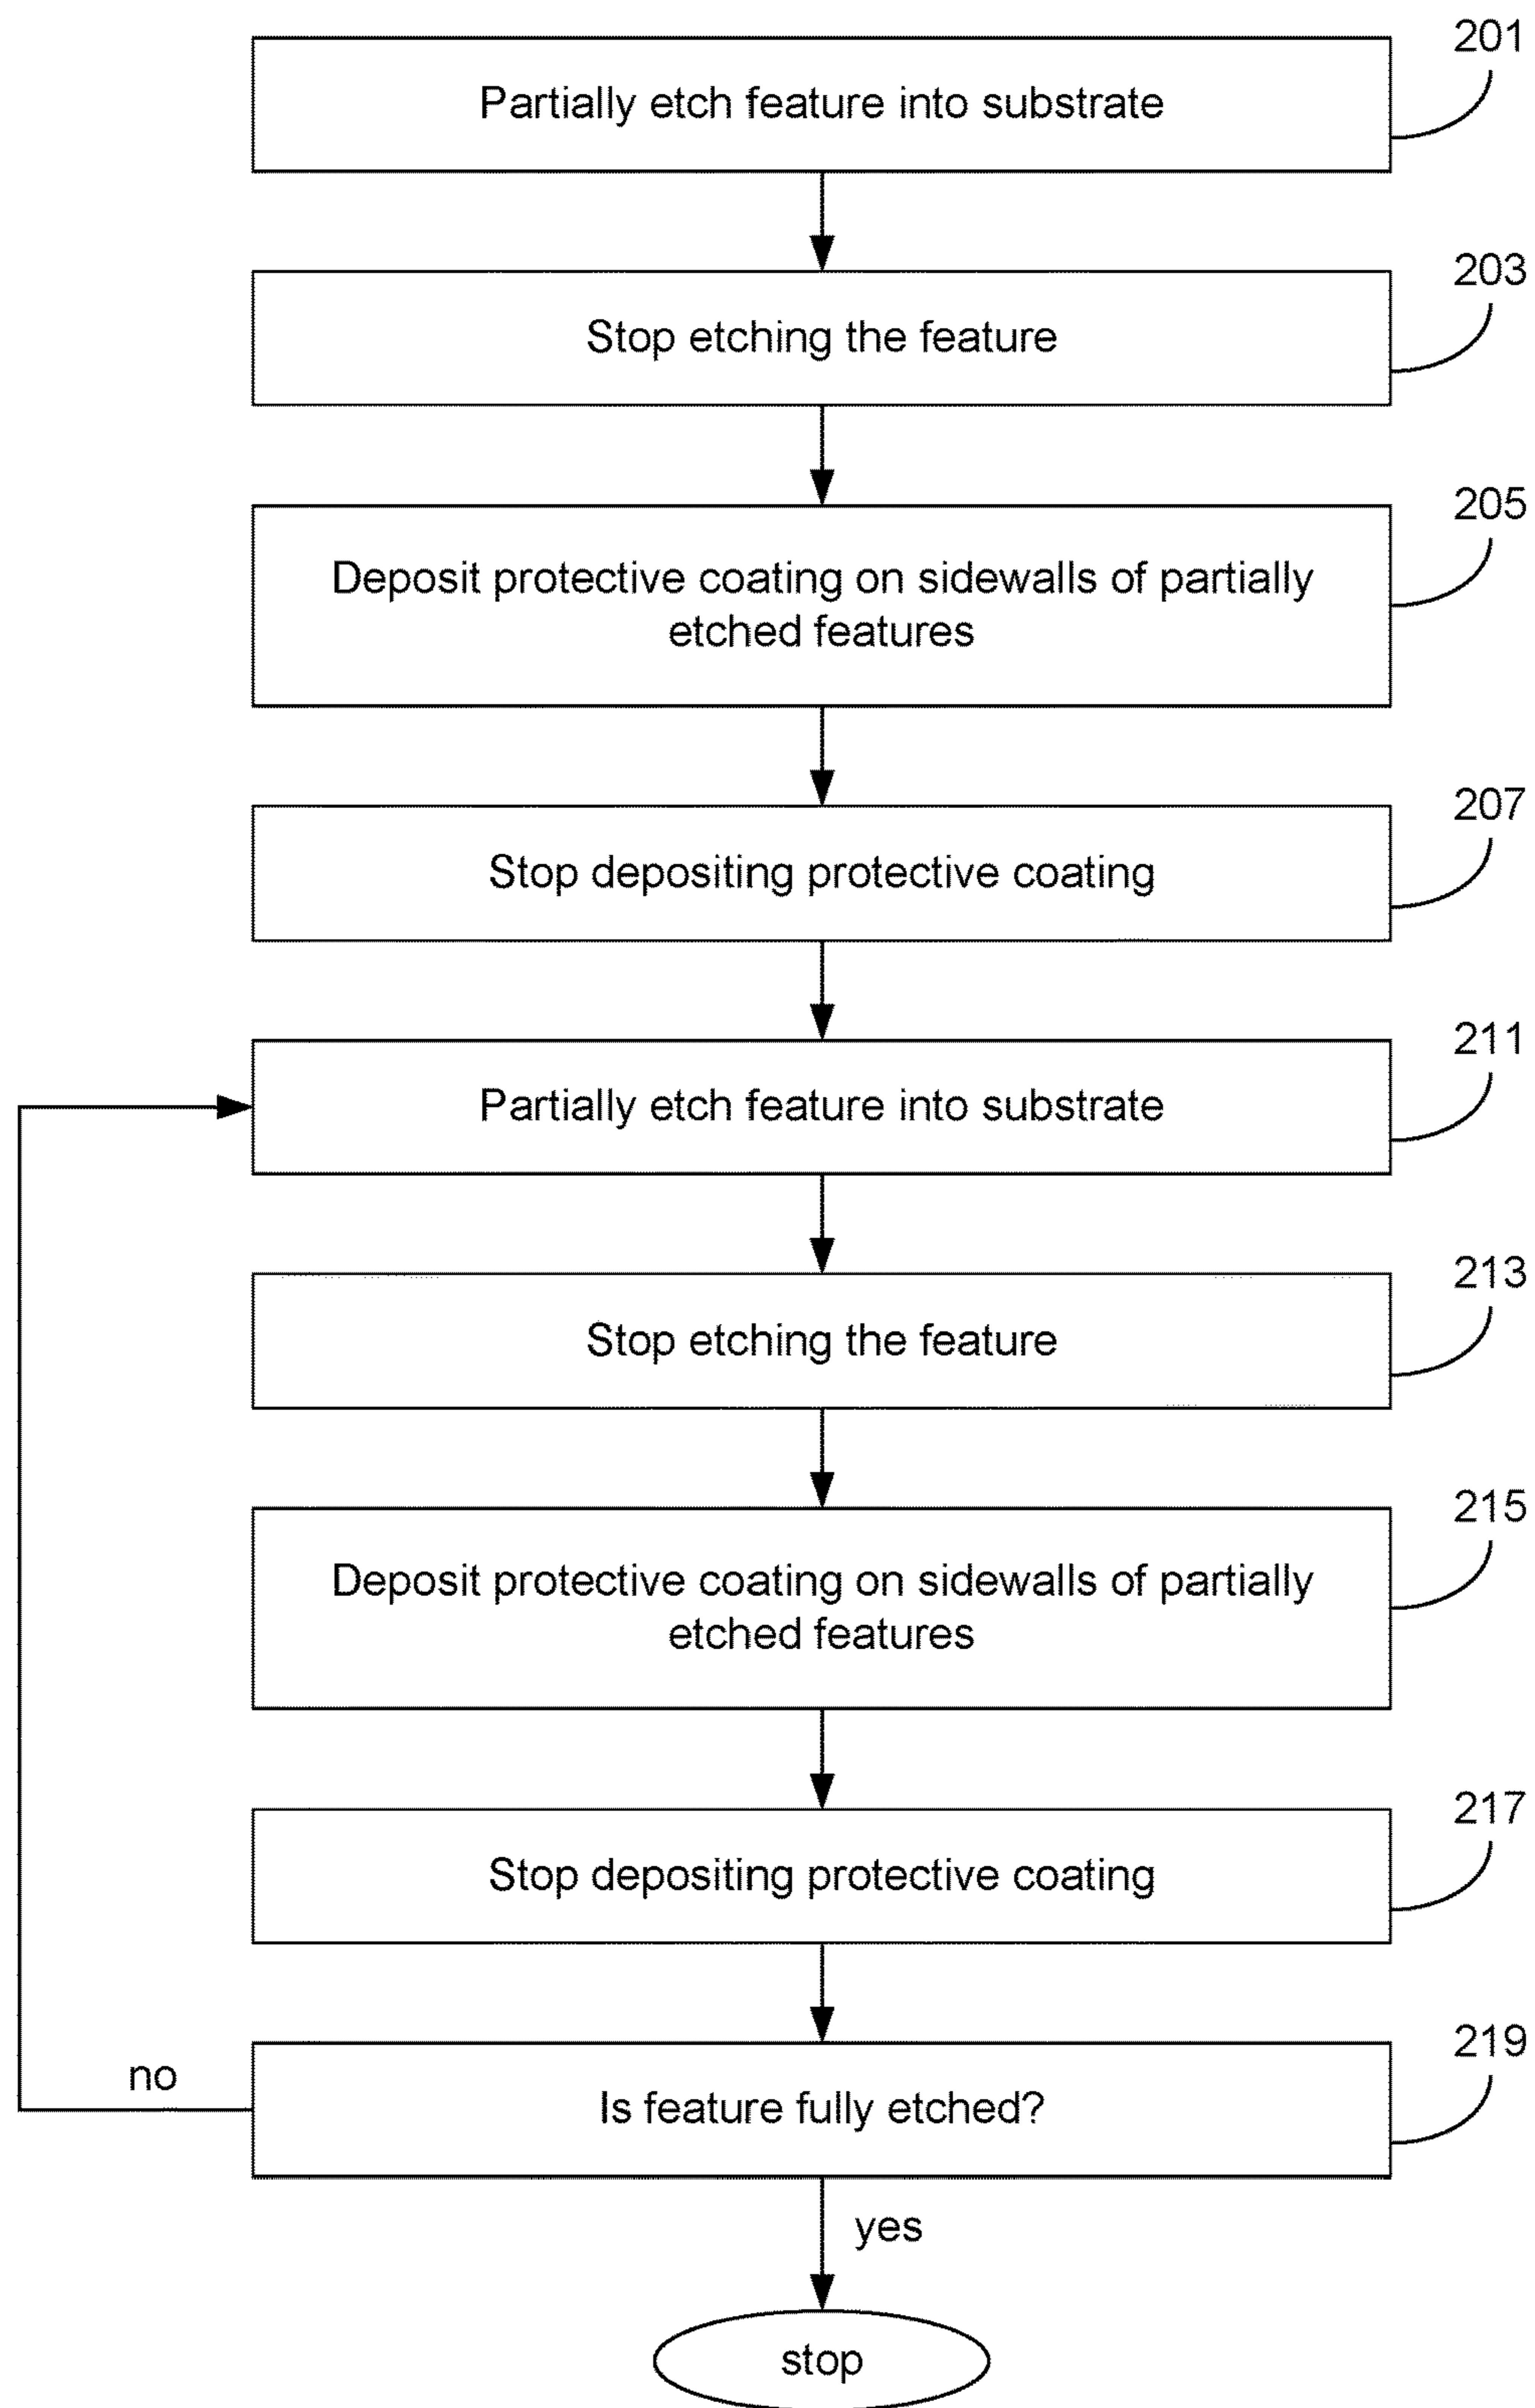 201
Partially etch feature into substrate
203
Stop etching the feature
205
Deposit protective coating on sidewalls of partially
etched features
207
Stop depositing protective coating
211
Partially etch feature into substrate
213
Stop etching the feature
215
Deposit protective coating on sidewalls of partially
etched features
217
Stop depositing protective coating
219
no
Is feature fully etched?
yes
stop